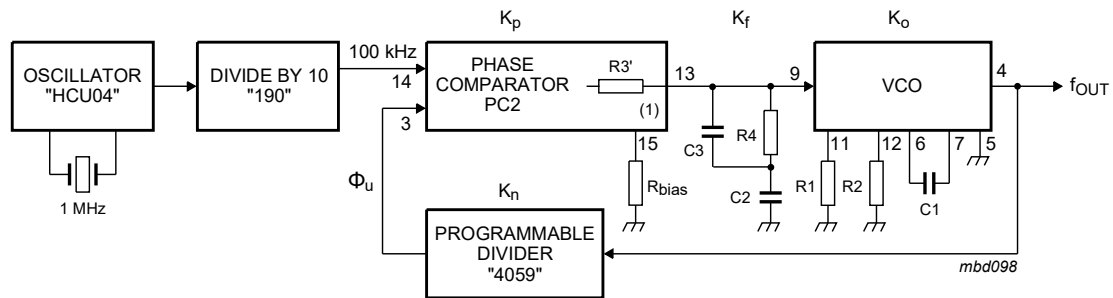 Kp
Kf
Ko
OSCILLATOR
"HCU04"
1 MHz
DIVIDE BY 10
"190"
100 kHz
14
3
PHASE
COMPARATOR
PC2
R3'
(1)
13
15
Rbias
C3
R4
C2
9
VCO
4
fOUT
11
12
6
7
5
R1
R2
C1
Φu
Kn
PROGRAMMABLE
DIVIDER
"4059"
mbd098